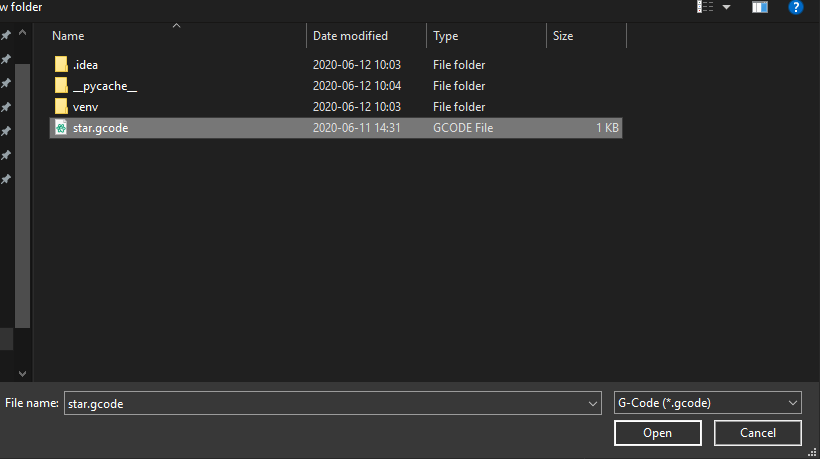 w folder
Name Date modified Type Size
.idea 2020-06-12 10:03 File folder
__pycache__ 2020-06-12 10:04 File folder
venv 2020-06-12 10:03 File folder
star.gcode 2020-06-11 14:31 GCODE File 1 KB
File name: star.gcode G-Code (*.gcode)
Open Cancel